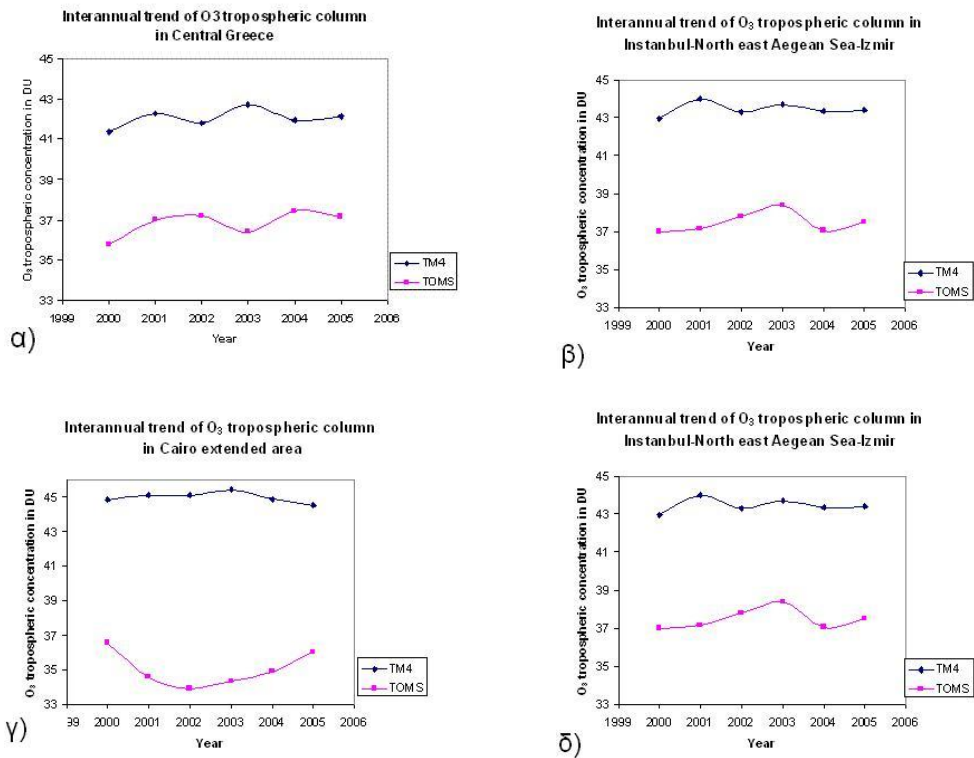 Interannual trend of O3 tropospheric column
in Central Greece
O₃ tropospheric concentration in DU
45
43
41
39
37
35
33
1999 2000 2001 2002 2003 2004 2005 2006
Year
TM4
TOMS
α)
Interannual trend of O₃ tropospheric column in
Instanbul-North east Aegean Sea-Izmir
O₃ tropospheric concentration in DU
45
43
41
39
37
35
33
1999 2000 2001 2002 2003 2004 2005 2006
Year
TM4
TOMS
β)
Interannual trend of O₃ tropospheric column
in Cairo extended area
O₃ tropospheric concentration in DU
45
43
41
39
37
35
33
99 2000 2001 2002 2003 2004 2005 2006
Year
TM4
TOMS
γ)
Interannual trend of O₃ tropospheric column in
Instanbul-North east Aegean Sea-Izmir
O₃ tropospheric concentration in DU
45
43
41
39
37
35
33
1999 2000 2001 2002 2003 2004 2005 2006
Year
TM4
TOMS
δ)